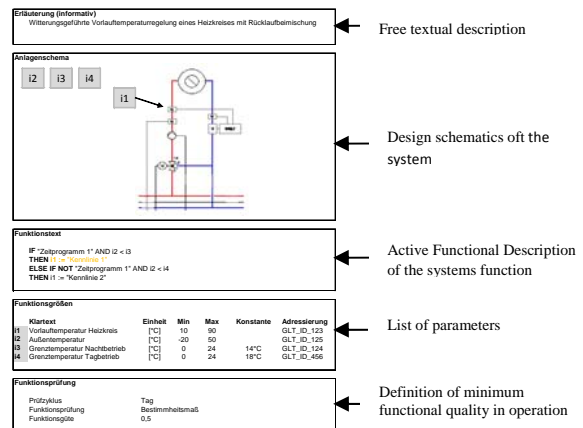 Erläuterung (informativ)
Witterungsgeführte Vorlauftemperaturregelung eines Heizkreises mit Rücklaufbeimischung
Free textual description
Anlagenschema
i2 i3 i4
i1
Design schematics oft the
system
Funktionstext
IF "Zeitprogramm 1" AND i2 < i3
THEN i1 := "Kennlinie 1"
ELSE IF NOT "Zeitprogramm 1" AND i2 < i4
THEN i1 := "Kennlinie 2"
Active Functional Description
of the systems function
Funktionsgrößen
Klartext Einheit Min Max Konstante Adressierung
i1 Vorlauftemperatur Heizkreis [°C] 10 90 GLT_ID_123
i2 Außentemperatur [°C] -20 50 GLT_ID_125
i3 Grenztemperatur Nachtbetrieb [°C] 0 24 14°C GLT_ID_124
i4 Grenztemperatur Tagbetrieb [°C] 0 24 18°C GLT_ID_456
List of parameters
Funktionsprüfung
Prüfzyklus Tag
Funktionsprüfung Bestimmheitsmaß
Funktionsgüte 0,5
Definition of minimum
functional quality in operation